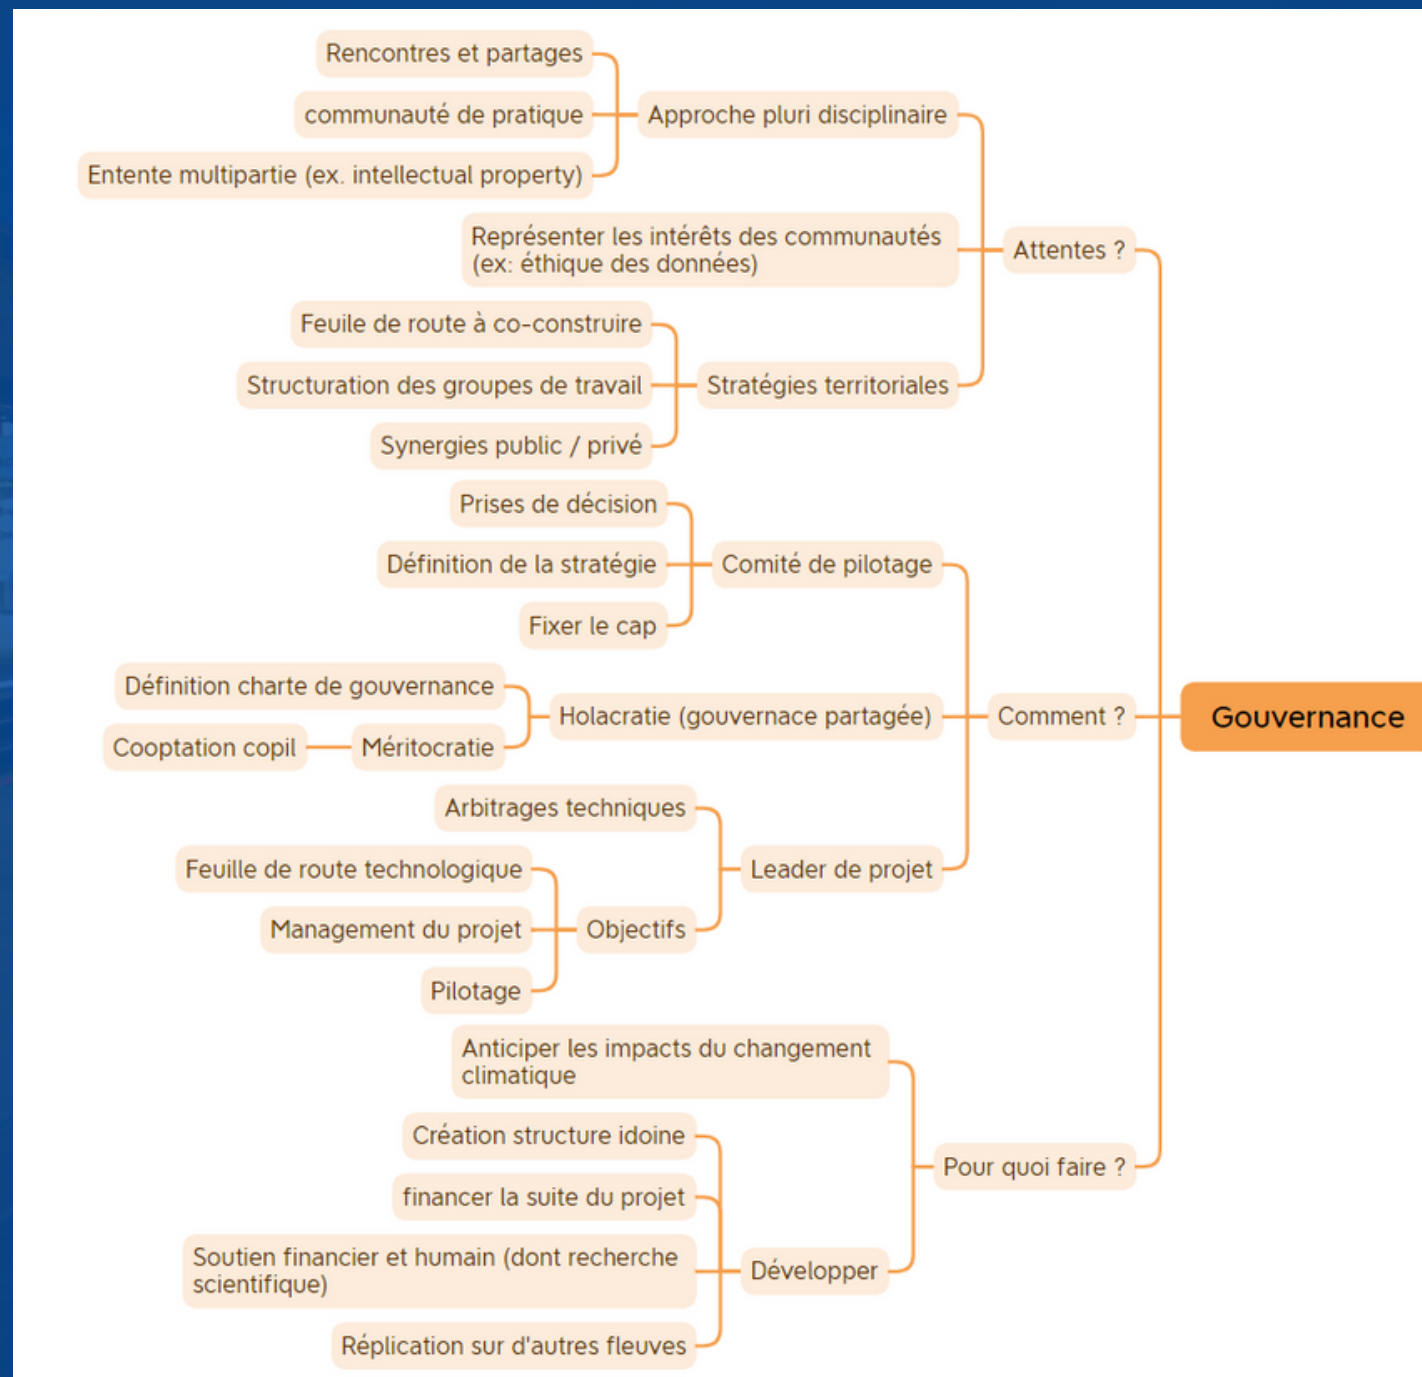 Rencontres et partages
communauté de pratique
Approche pluri disciplinaire
Entente multipartie (ex. intellectual property)
Représenter les intérêts des communautés
(ex: éthique des données)
Attentes ?
Feuile de route à co-construire
Structuration des groupes de travail
Stratégies territoriales
Synergies public / privé
Prises de décision
Définition de la stratégie
Comité de pilotage
Fixer le cap
Définition charte de gouvernance
Holacratie (gouvernace partagée)
Comment ?
Gouvernance
Cooptation copil
Méritocratie
Arbitrages techniques
Feuille de route technologique
Leader de projet
Management du projet
Objectifs
Pilotage
Anticiper les impacts du changement
climatique
Création structure idoine
Pour quoi faire ?
financer la suite du projet
Soutien financier et humain (dont recherche
scientifique)
Développer
Réplication sur d'autres fleuves